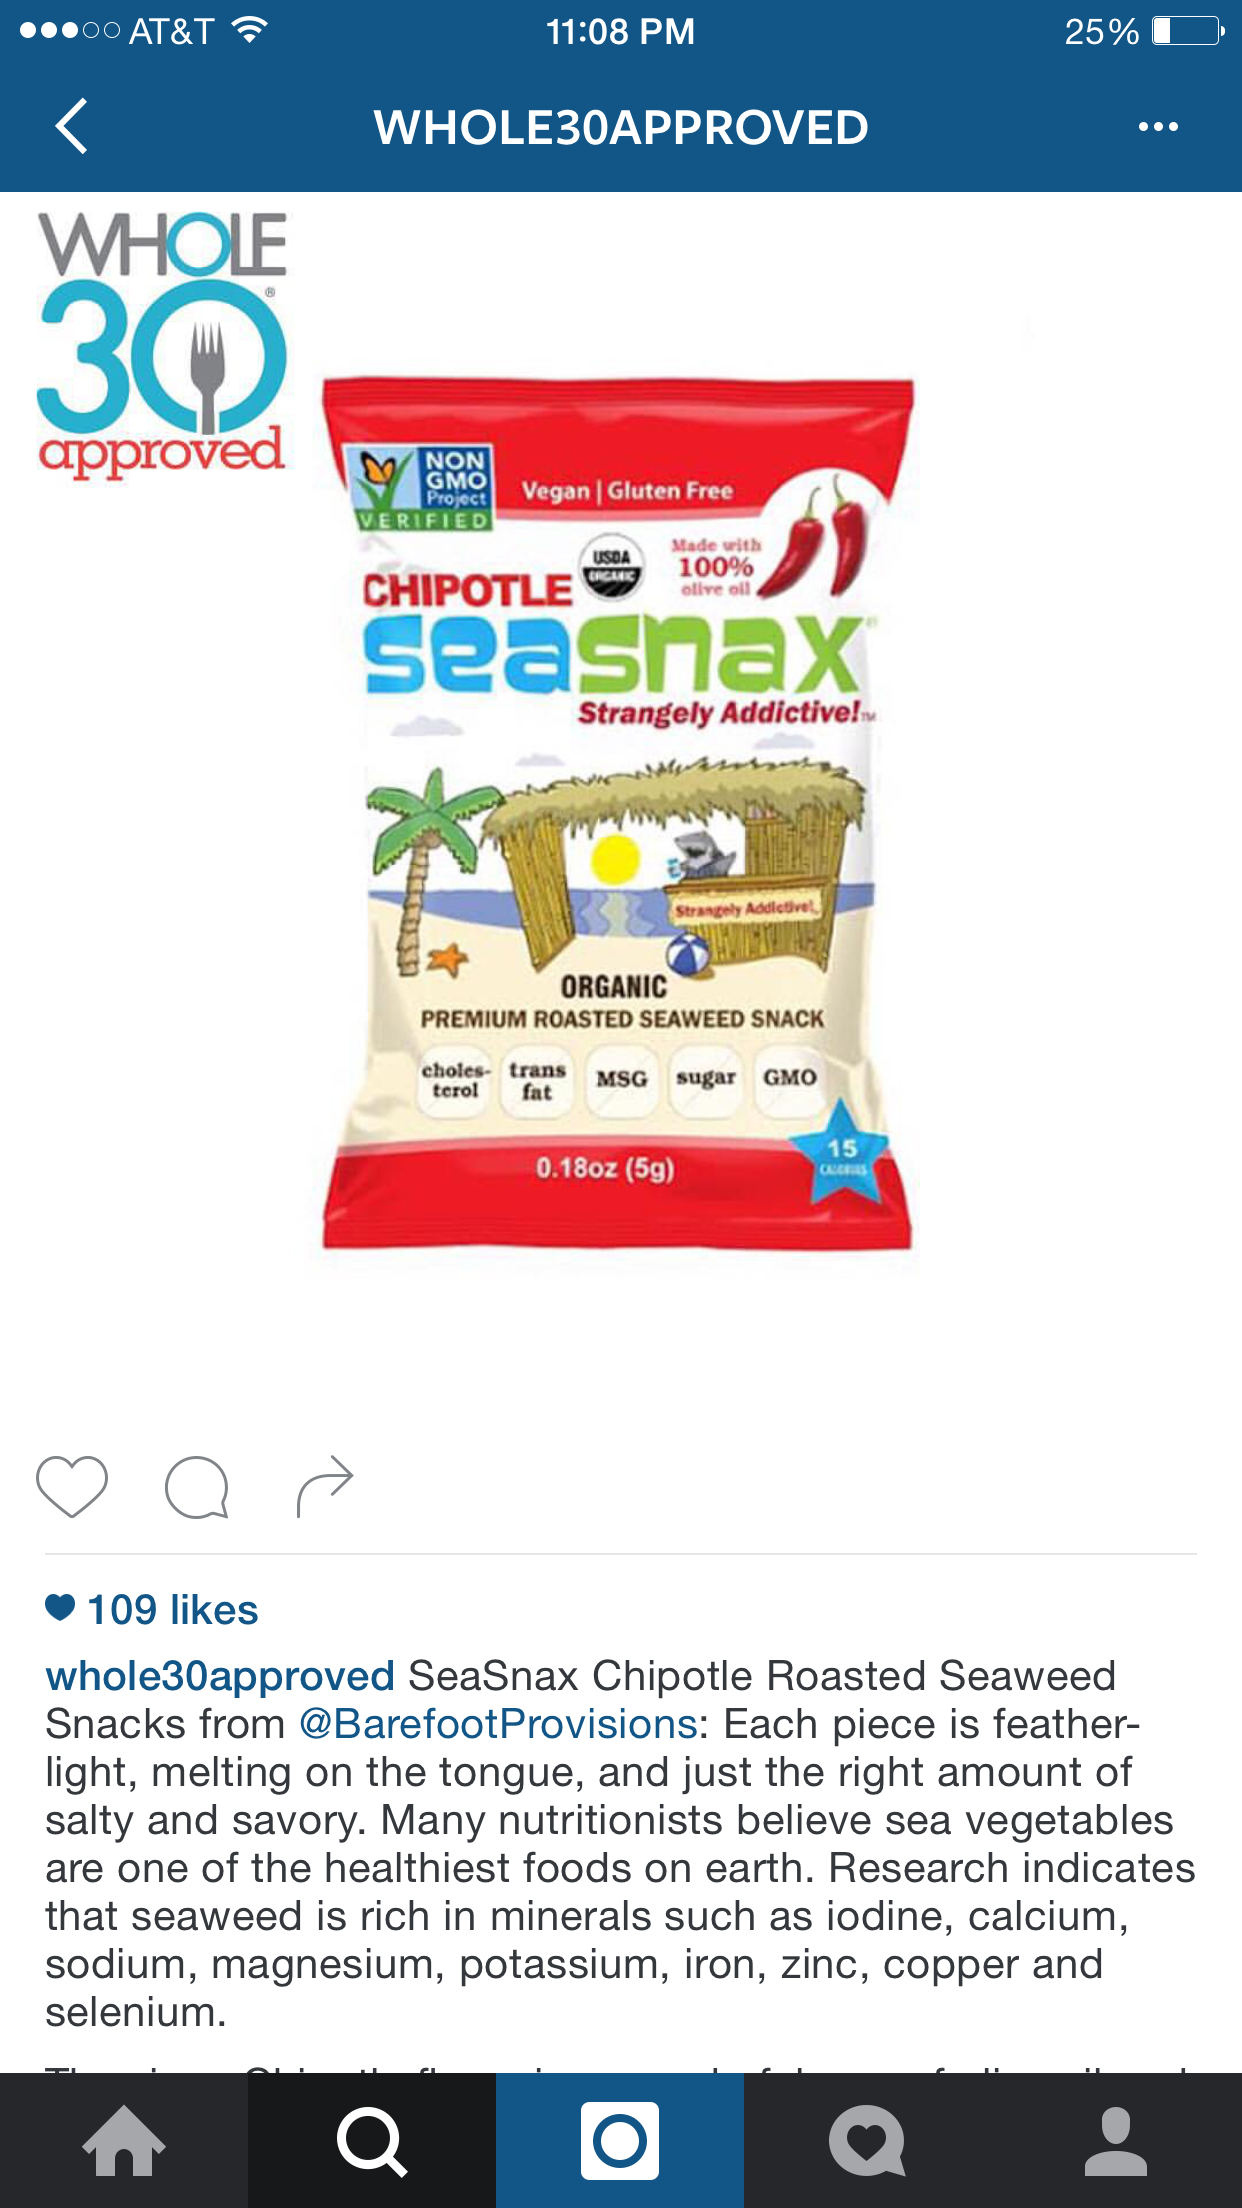 AT&T 11:08 PM 25%
WHOLE30APPROVED
WHOLE
30®
approved
NON
GMO
Project
VERIFIED
Vegan | Gluten Free
USDA
ORGANIC
Made with
100%
olive oil
CHIPOTLE
seasnax
Strangely Addictive!™
Strangely Addictive!
ORGANIC
PREMIUM ROASTED SEAWEED SNACK
choles-
terol
trans
fat
MSG
sugar
GMO
15
CALORIES
0.18oz (5g)
109 likes
whole30approved SeaSnax Chipotle Roasted Seaweed
Snacks from @BarefootProvisions: Each piece is feather-
light, melting on the tongue, and just the right amount of
salty and savory. Many nutritionists believe sea vegetables
are one of the healthiest foods on earth. Research indicates
that seaweed is rich in minerals such as iodine, calcium,
sodium, magnesium, potassium, iron, zinc, copper and
selenium.